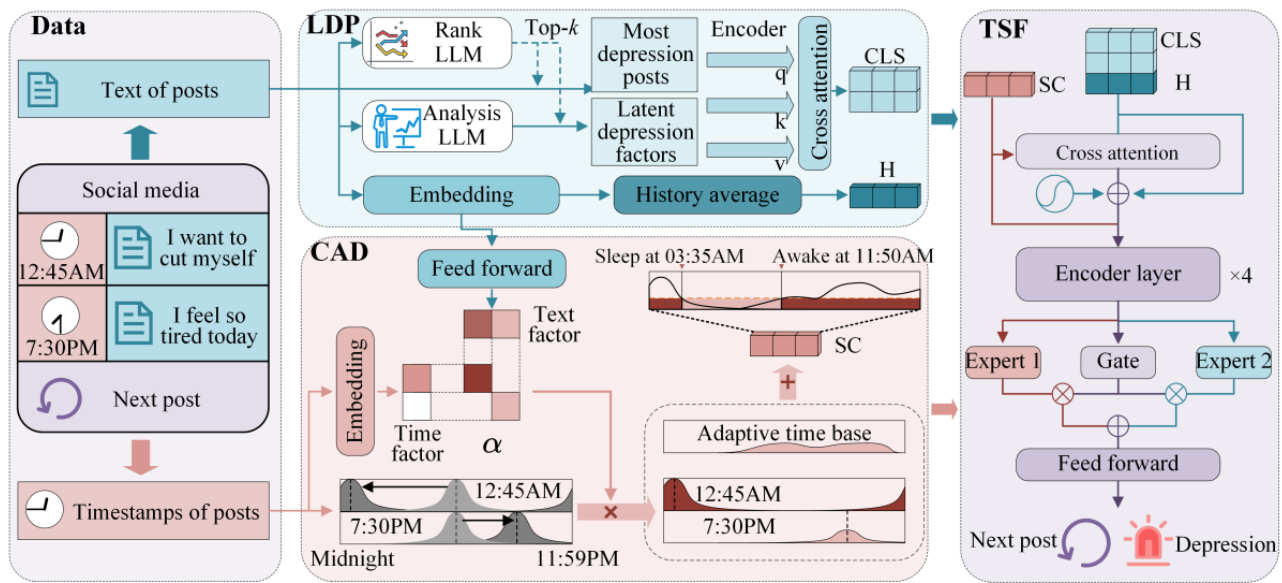 Data
Text of posts
Social media
12:45AM
I want to
cut myself
7:30PM
I feel so
tired today
Next post
Timestamps of posts
LDP
Rank
LLM
Top-k
Most
depression
posts
Encoder
q
k
v
Cross attention
CLS
Analysis
LLM
Latent
depression
factors
Embedding
History average
H
CAD
Feed forward
Embedding
Text
factor
Time
factor
α
Sleep at 03:35AM
Awake at 11:50AM
SC
Adaptive time base
12:45AM
7:30PM
Midnight
11:59PM
12:45AM
7:30PM
TSF
SC
CLS
H
Cross attention
Encoder layer
×4
Expert 1
Gate
Expert 2
Feed forward
Next post
Depression